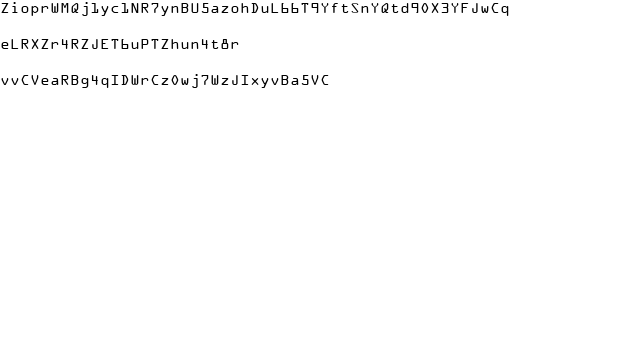 ZioprWMQj1yc1NR7ynBU5azohDuL66T9YftSnYQtd90X3YFJwCq
eLRXZr4RZJET6uPTZhun4t8r
vvCVeaRBg4qIDWrCz0wj7WzJIxyvBa5VC